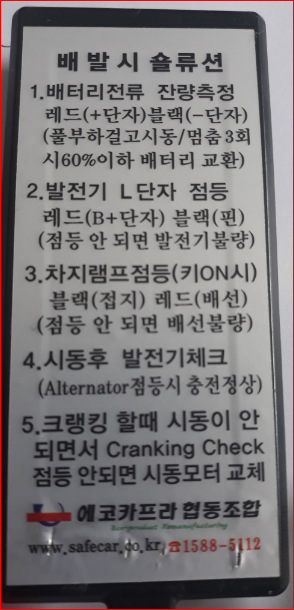 배 발 시 솔류션
1.배터리전류 잔량측정
레드(+단자)블랙(-단자)
(풀부하걸고시동/멈춤3회
시60%이하 배터리 교환)
2.발전기 L단자 점등
레드(B+단자) 블랙(핀)
(점등 안 되면 발전기불량)
3.차지램프점등(키ON시)
블랙(접지) 레드(배선)
(점등 안 되면 배선불량)
4.시동후 발전기체크
(Alternator점등시 충전정상)
5.크랭킹 할때 시동이 안
되면서 Cranking Check
점등 안되면 시동모터 교체
에코카프라 협동조합
Remanufacturing
www.safecar.co.kr ☎1588-5112